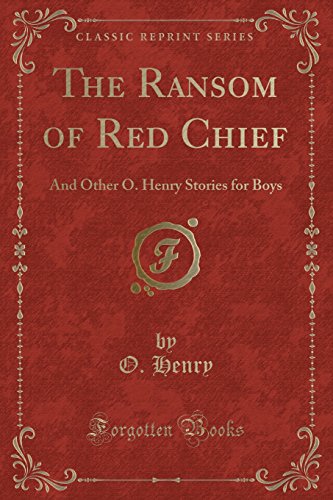 CLASSIC REPRINT SERIES
THE RANSOM
OF RED CHIEF
And Other O. Henry Stories for Boys
F
by
O. Henry
Forgotten Books